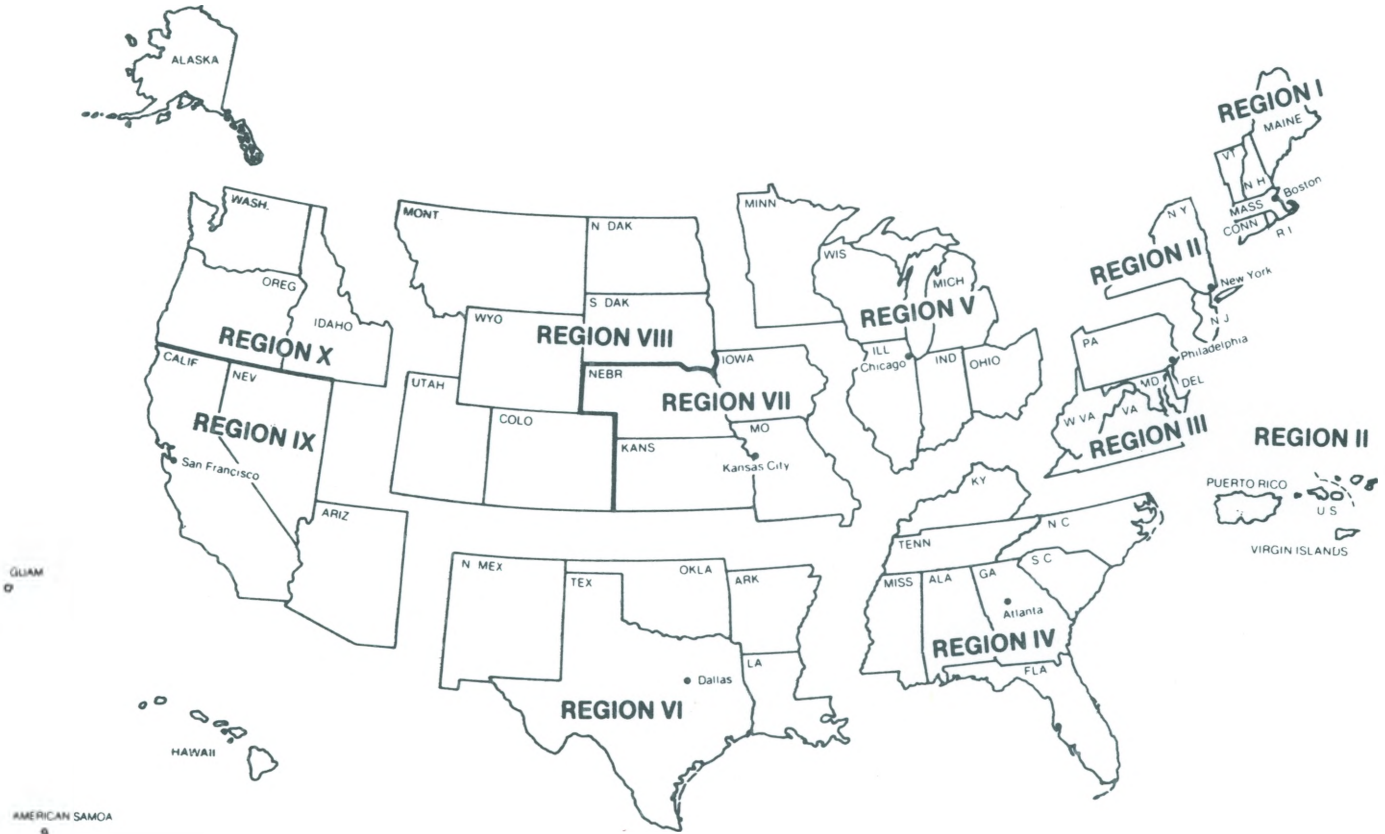 ALASKA
REGION I
MAINE
VT
N H
Boston
MASS
CONN
R I
WASH.
MONT
N DAK
MINN
N Y
WIS
REGION II
New York
MICH
OREG
S DAK
REGION V
N J
IDAHO
WYO
REGION VIII
PA
Philadelphia
REGION X
ILL
Chicago
IND
OHIO
CALIF
NEV
UTAH
NEBR
IOWA
MD
DEL
REGION VII
W VA
VA
REGION IX
COLO
MO
REGION III
REGION II
KANS
San Francisco
Kansas City
KY
PUERTO RICO
U S
VIRGIN ISLANDS
ARIZ
N C
TENN
S C
GUAM
N MEX
TEX
OKLA
ARK
MISS
ALA
GA
Atlanta
REGION IV
LA
FLA
Dallas
REGION VI
HAWAII
AMERICAN SAMOA